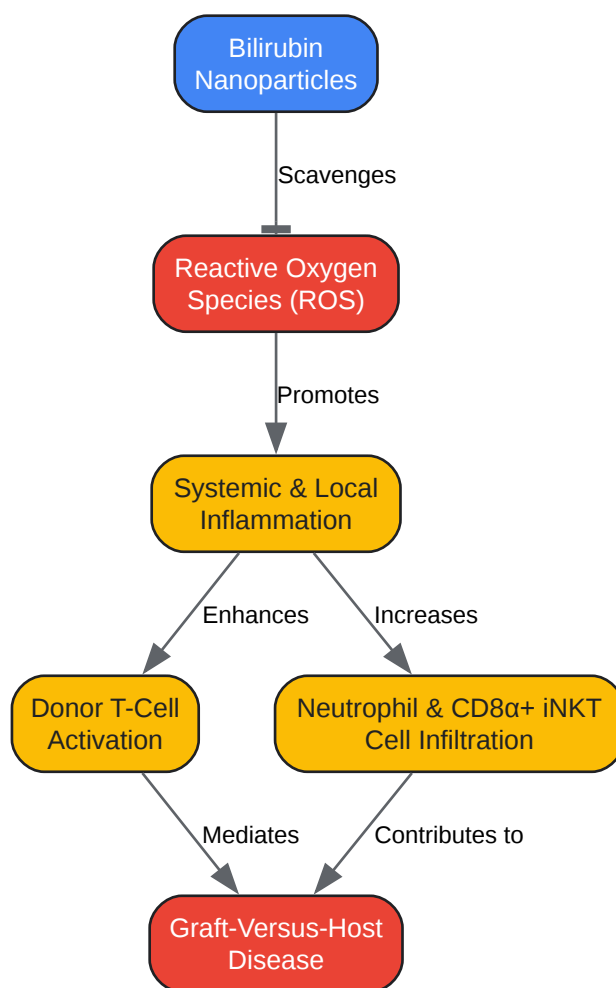 Bilirubin
Nanoparticles
Scavenges
Reactive Oxygen
Species (ROS)
Promotes
Systemic & Local
Inflammation
Enhances
Increases
Donor T-Cell
Activation
Neutrophil & CD8α+ iNKT
Cell Infiltration
Mediates
Contributes to
Graft-Versus-Host
Disease